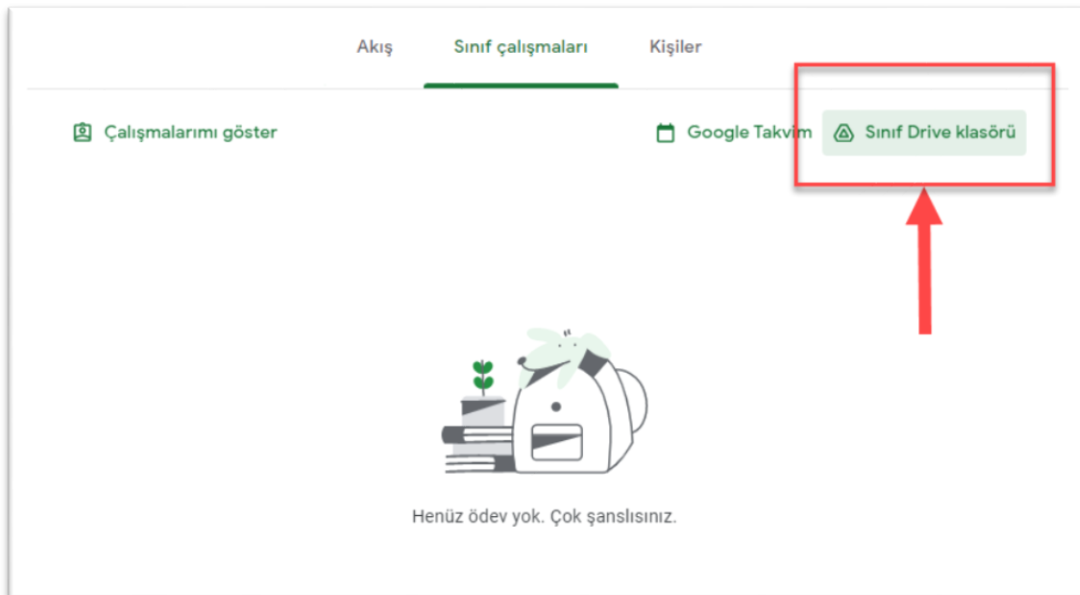 Akış Sınıf çalışmaları Kişiler
Çalışmalarımı göster Google Takvim Sınıf Drive klasörü
Henüz ödev yok. Çok şanslısınız.